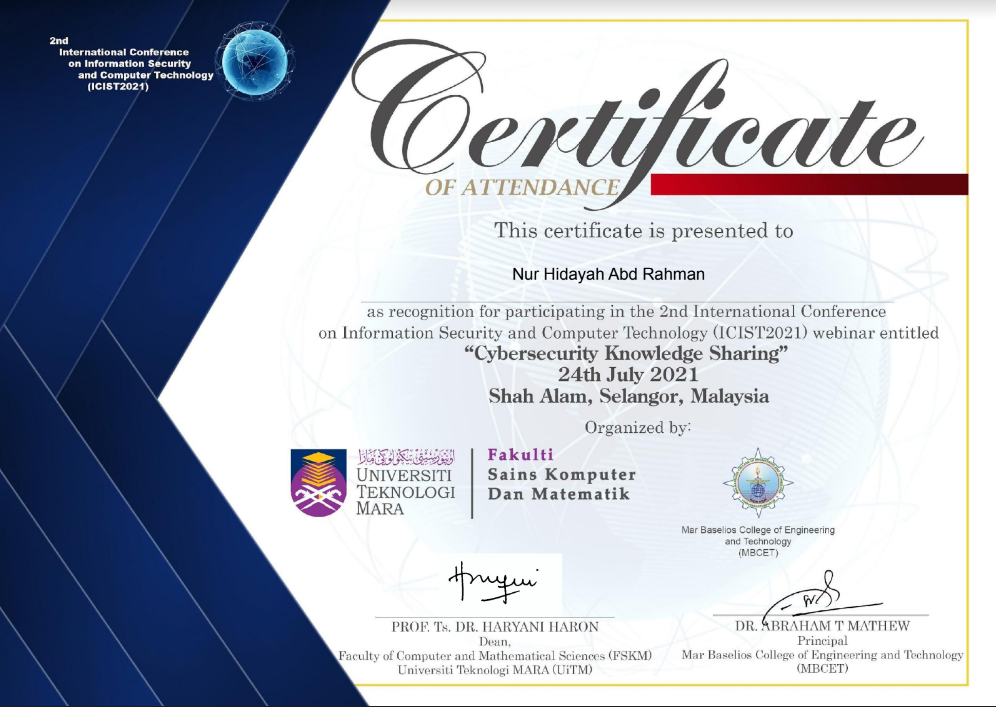 2nd
International Conference
on Information Security
and Computer Technology
(ICIST2021)
Certificate
OF ATTENDANCE
This certificate is presented to
Nur Hidayah Abd Rahman
as recognition for participating in the 2nd International Conference
on Information Security and Computer Technology (ICIST2021) webinar entitled
“Cybersecurity Knowledge Sharing”
24th July 2021
Shah Alam, Selangor, Malaysia
Organized by:
اونيۏرسيتي تيكنولوڬي مارا
UNIVERSITI
TEKNOLOGI
MARA
Fakulti
Sains Komputer
Dan Matematik
Mar Baselios College of Engineering
and Technology
(MBCET)
PROF. Ts. DR. HARYANI HARON
Dean,
Faculty of Computer and Mathematical Sciences (FSKM)
Universiti Teknologi MARA (UiTM)
DR. ABRAHAM T MATHEW
Principal
Mar Baselios College of Engineering and Technology
(MBCET)